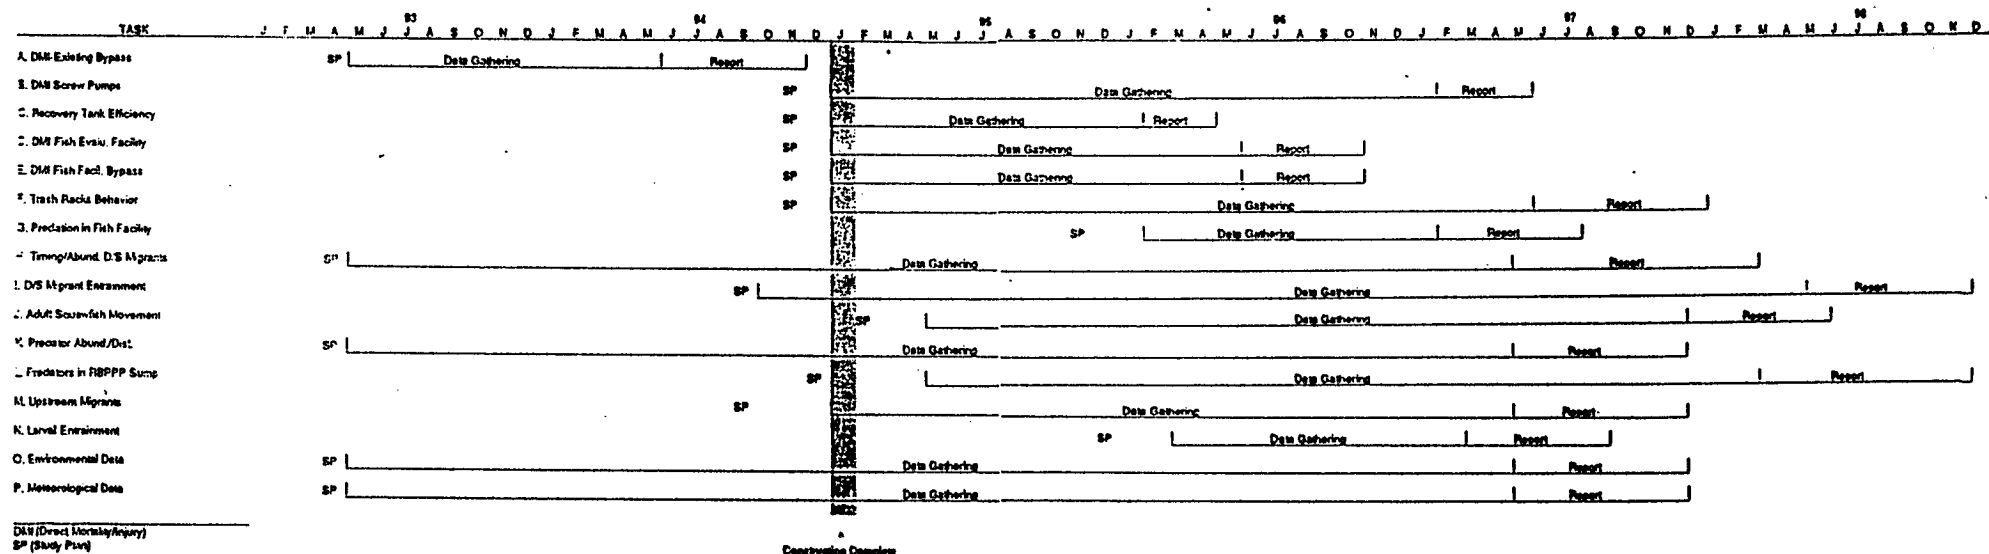 93 94 95 96 97 98
TASK J F M A M J J A S O N D J F M A M J J A S O N D J F M A M J J A S O N D J F M A M J J A S O N D J F M A M J J A S O N D J F M A M J J A S O N D
A. DMI-Existing Bypass SP Data Gathering Report
B. DMI Screw Pumps SP Data Gathering Report
C. Recovery Tank Efficiency SP Data Gathering Report
D. DMI Fish Evalu. Facility SP Data Gathering Report
E. DMI Fish Facil. Bypass SP Data Gathering Report
F. Trash Racks Behavior SP Data Gathering Report
G. Predation in Fish Facility SP Data Gathering Report
H. Timing/Abund. D/S Migrants SP Data Gathering Report
I. D/S Migrant Entrainment SP Data Gathering Report
J. Adult Squawfish Movement SP Data Gathering Report
K. Predator Abund./Dist. SP Data Gathering Report
L. Predators in RBPPP Sump SP Data Gathering Report
M. Upstream Migrants SP Data Gathering Report
N. Larval Entrainment SP Data Gathering Report
O. Environmental Data SP Data Gathering Report
P. Meteorological Data SP Data Gathering Report
DMI (Direct Mortality/Injury)
SP (Study Plan)
Construction Complete